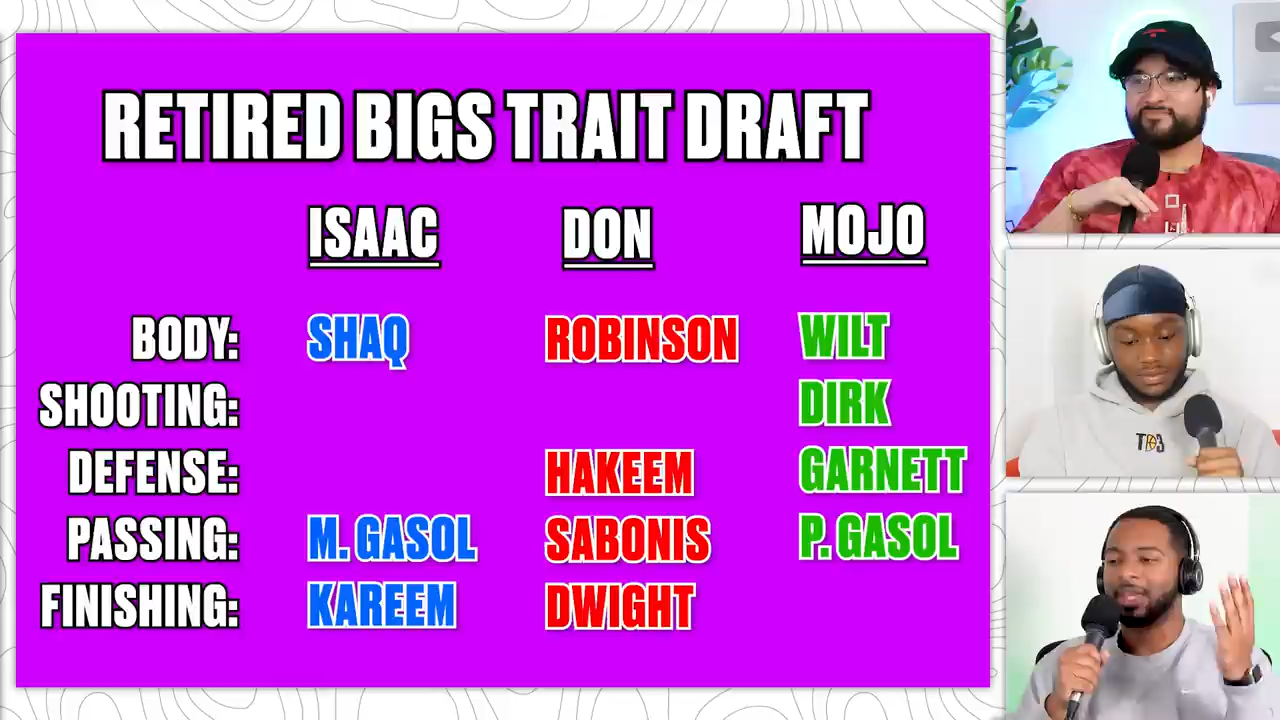 RETIRED BIGS TRAIT DRAFT
ISAAC DON MOJO
BODY: SHAQ ROBINSON WILT
SHOOTING: DIRK
DEFENSE: HAKEEM GARNETT
PASSING: M. GASOL SABONIS P. GASOL
FINISHING: KAREEM DWIGHT